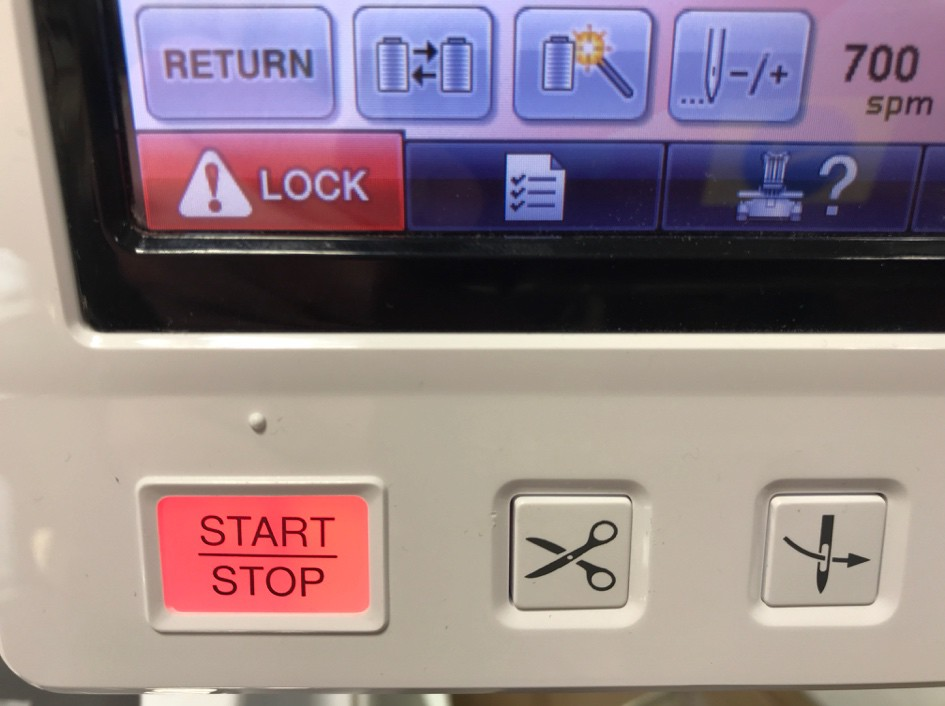 RETURN
-/+
700
spm
LOCK
?
START
STOP